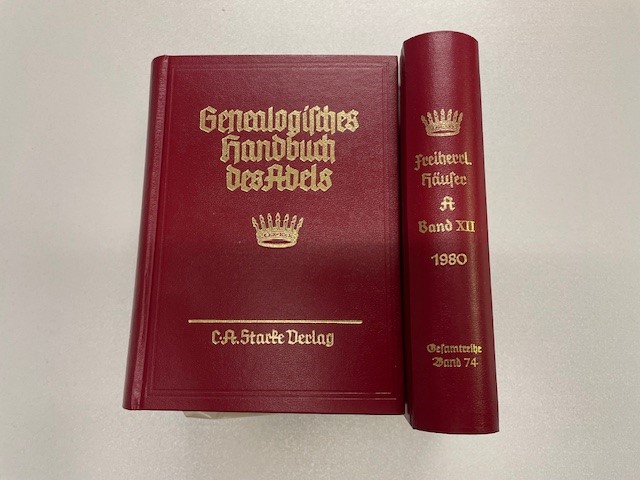 Genealogisches
Handbuch
des Adels
C.A. Starke Verlag
Freiherrl.
Häuser
A
Band XII
1980
Gesamtreihe
Band 74